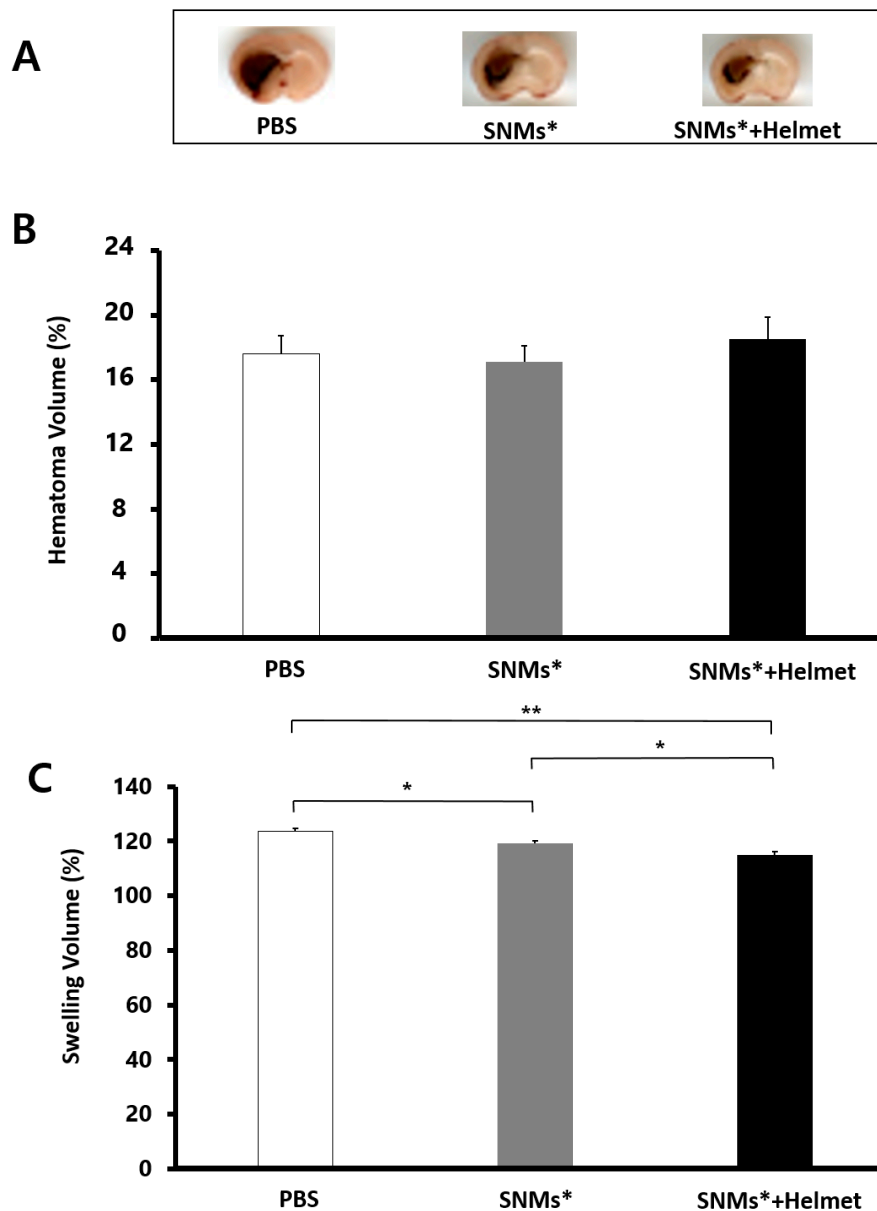 A
PBS
SNMs*
SNMs*+Helmet
B
Hematoma Volume (%)
24
20
16
12
8
4
0
PBS
SNMs*
SNMs*+Helmet
C
**
*
*
Swelling Volume (%)
140
120
100
80
60
40
20
0
PBS
SNMs*
SNMs*+Helmet